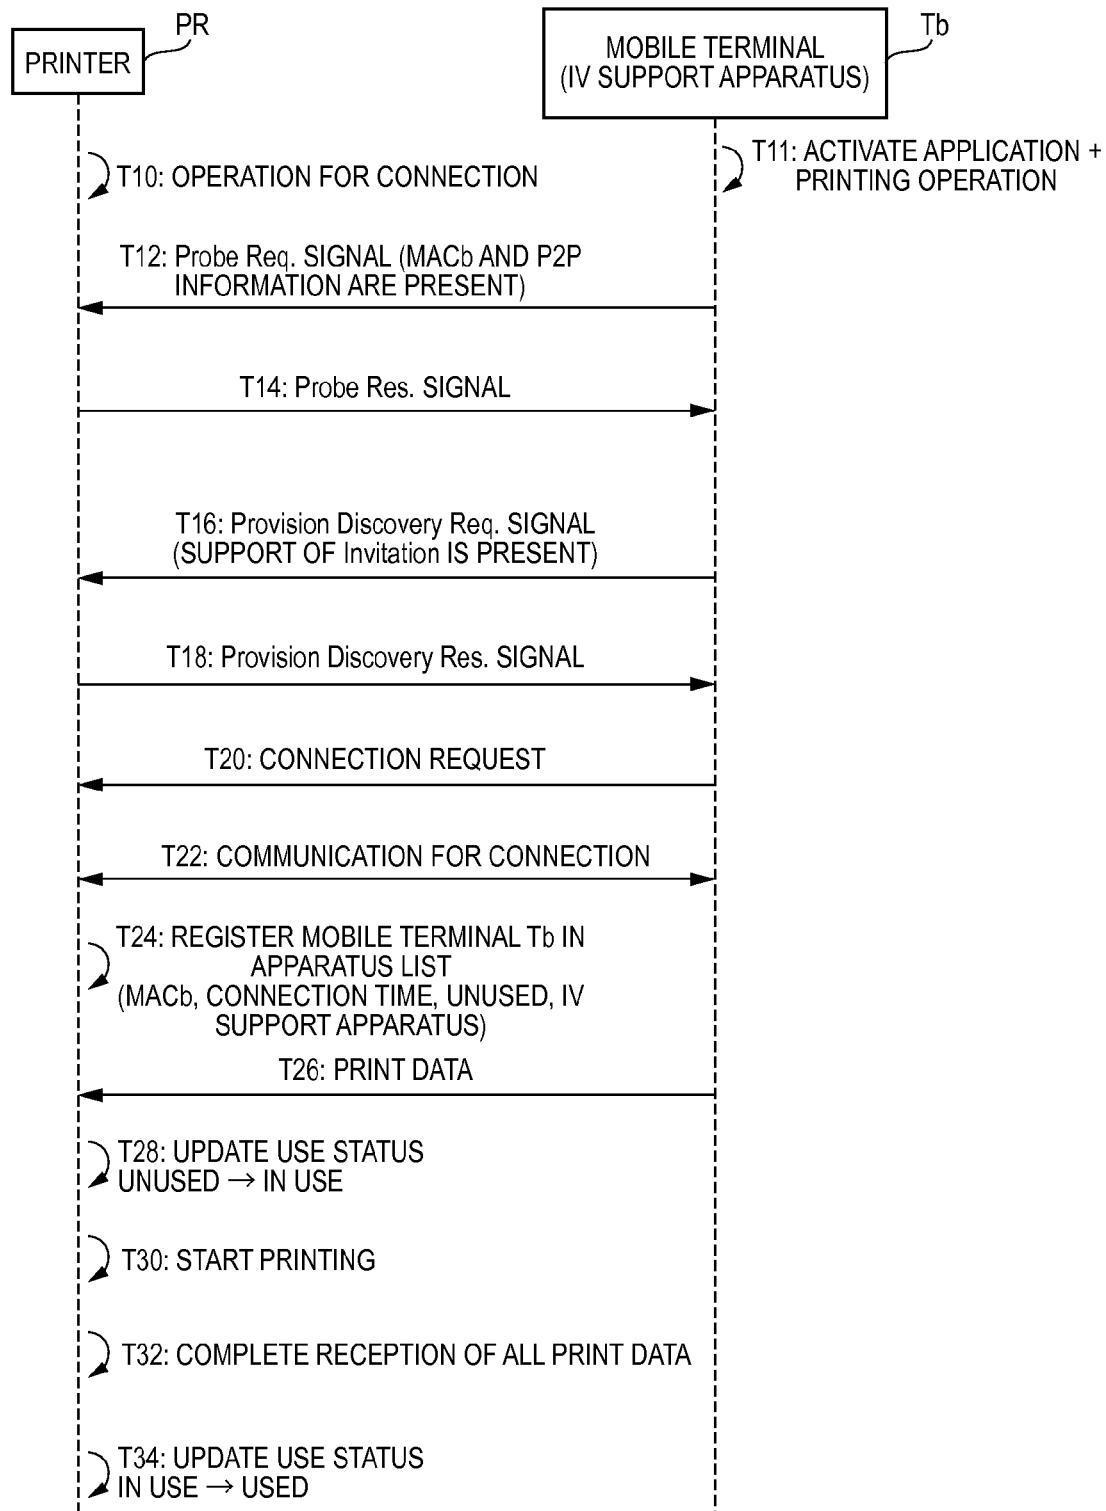 PR
PRINTER
Tb
MOBILE TERMINAL
(IV SUPPORT APPARATUS)
T10: OPERATION FOR CONNECTION
T11: ACTIVATE APPLICATION +
PRINTING OPERATION
T12: Probe Req. SIGNAL (MACb AND P2P
INFORMATION ARE PRESENT)
T14: Probe Res. SIGNAL
T16: Provision Discovery Req. SIGNAL
(SUPPORT OF Invitation IS PRESENT)
T18: Provision Discovery Res. SIGNAL
T20: CONNECTION REQUEST
T22: COMMUNICATION FOR CONNECTION
T24: REGISTER MOBILE TERMINAL Tb IN
APPARATUS LIST
(MACb, CONNECTION TIME, UNUSED, IV
SUPPORT APPARATUS)
T26: PRINT DATA
T28: UPDATE USE STATUS
UNUSED → IN USE
T30: START PRINTING
T32: COMPLETE RECEPTION OF ALL PRINT DATA
T34: UPDATE USE STATUS
IN USE → USED